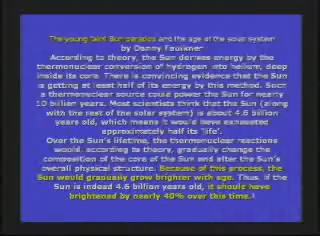 The young faint Sun paradox and the age of the solar system
by Danny Faulkner
According to theory, the Sun derives energy by the
thermonuclear conversion of hydrogen into helium, deep
inside its core. There is convincing evidence that the Sun
is getting at least half of its energy by this method. Such
a thermonuclear source could power the Sun for nearly
10 billion years. Most scientists think that the Sun (along
with the rest of the solar system) is about 4.6 billion
years old, which means it would have exhausted
approximately half its 'life'.
Over the Sun's lifetime, the thermonuclear reactions
would, according to theory, gradually change the
composition of the core of the Sun and alter the Sun's
overall physical structure. Because of this process, the
Sun would gradually grow brighter with age. Thus, if the
Sun is indeed 4.6 billion years old, it should have
brightened by nearly 40% over this time.¹